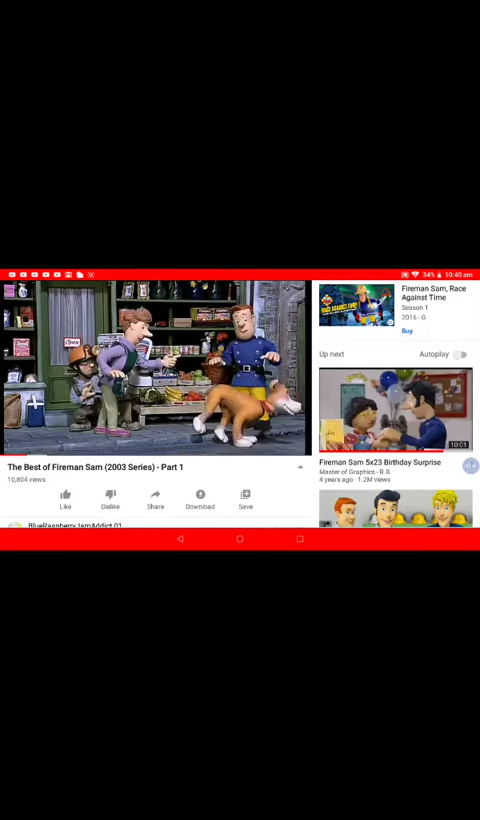 34%
10:40 am
Open
Fireman Sam, Race
Against Time
Season 1
2016 - G
Buy
Up next
Autoplay
10:01
Fireman Sam 5x23 Birthday Surprise
Master of Graphics - R.B
4 years ago · 1.2M views
The Best of Fireman Sam (2003 Series) - Part 1
10,804 views
Like
Dislike
Share
Download
Save
BlueRaspberryJamAddict 01